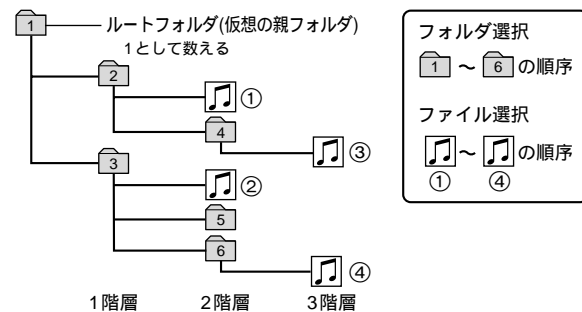 1 ルートフォルダ(仮想の親フォルダ)
1として数える
2
①
4
③
3
②
5
6
④
1階層 2階層 3階層
フォルダ選択
1 ～ 6 の順序
ファイル選択
～ の順序
① ④